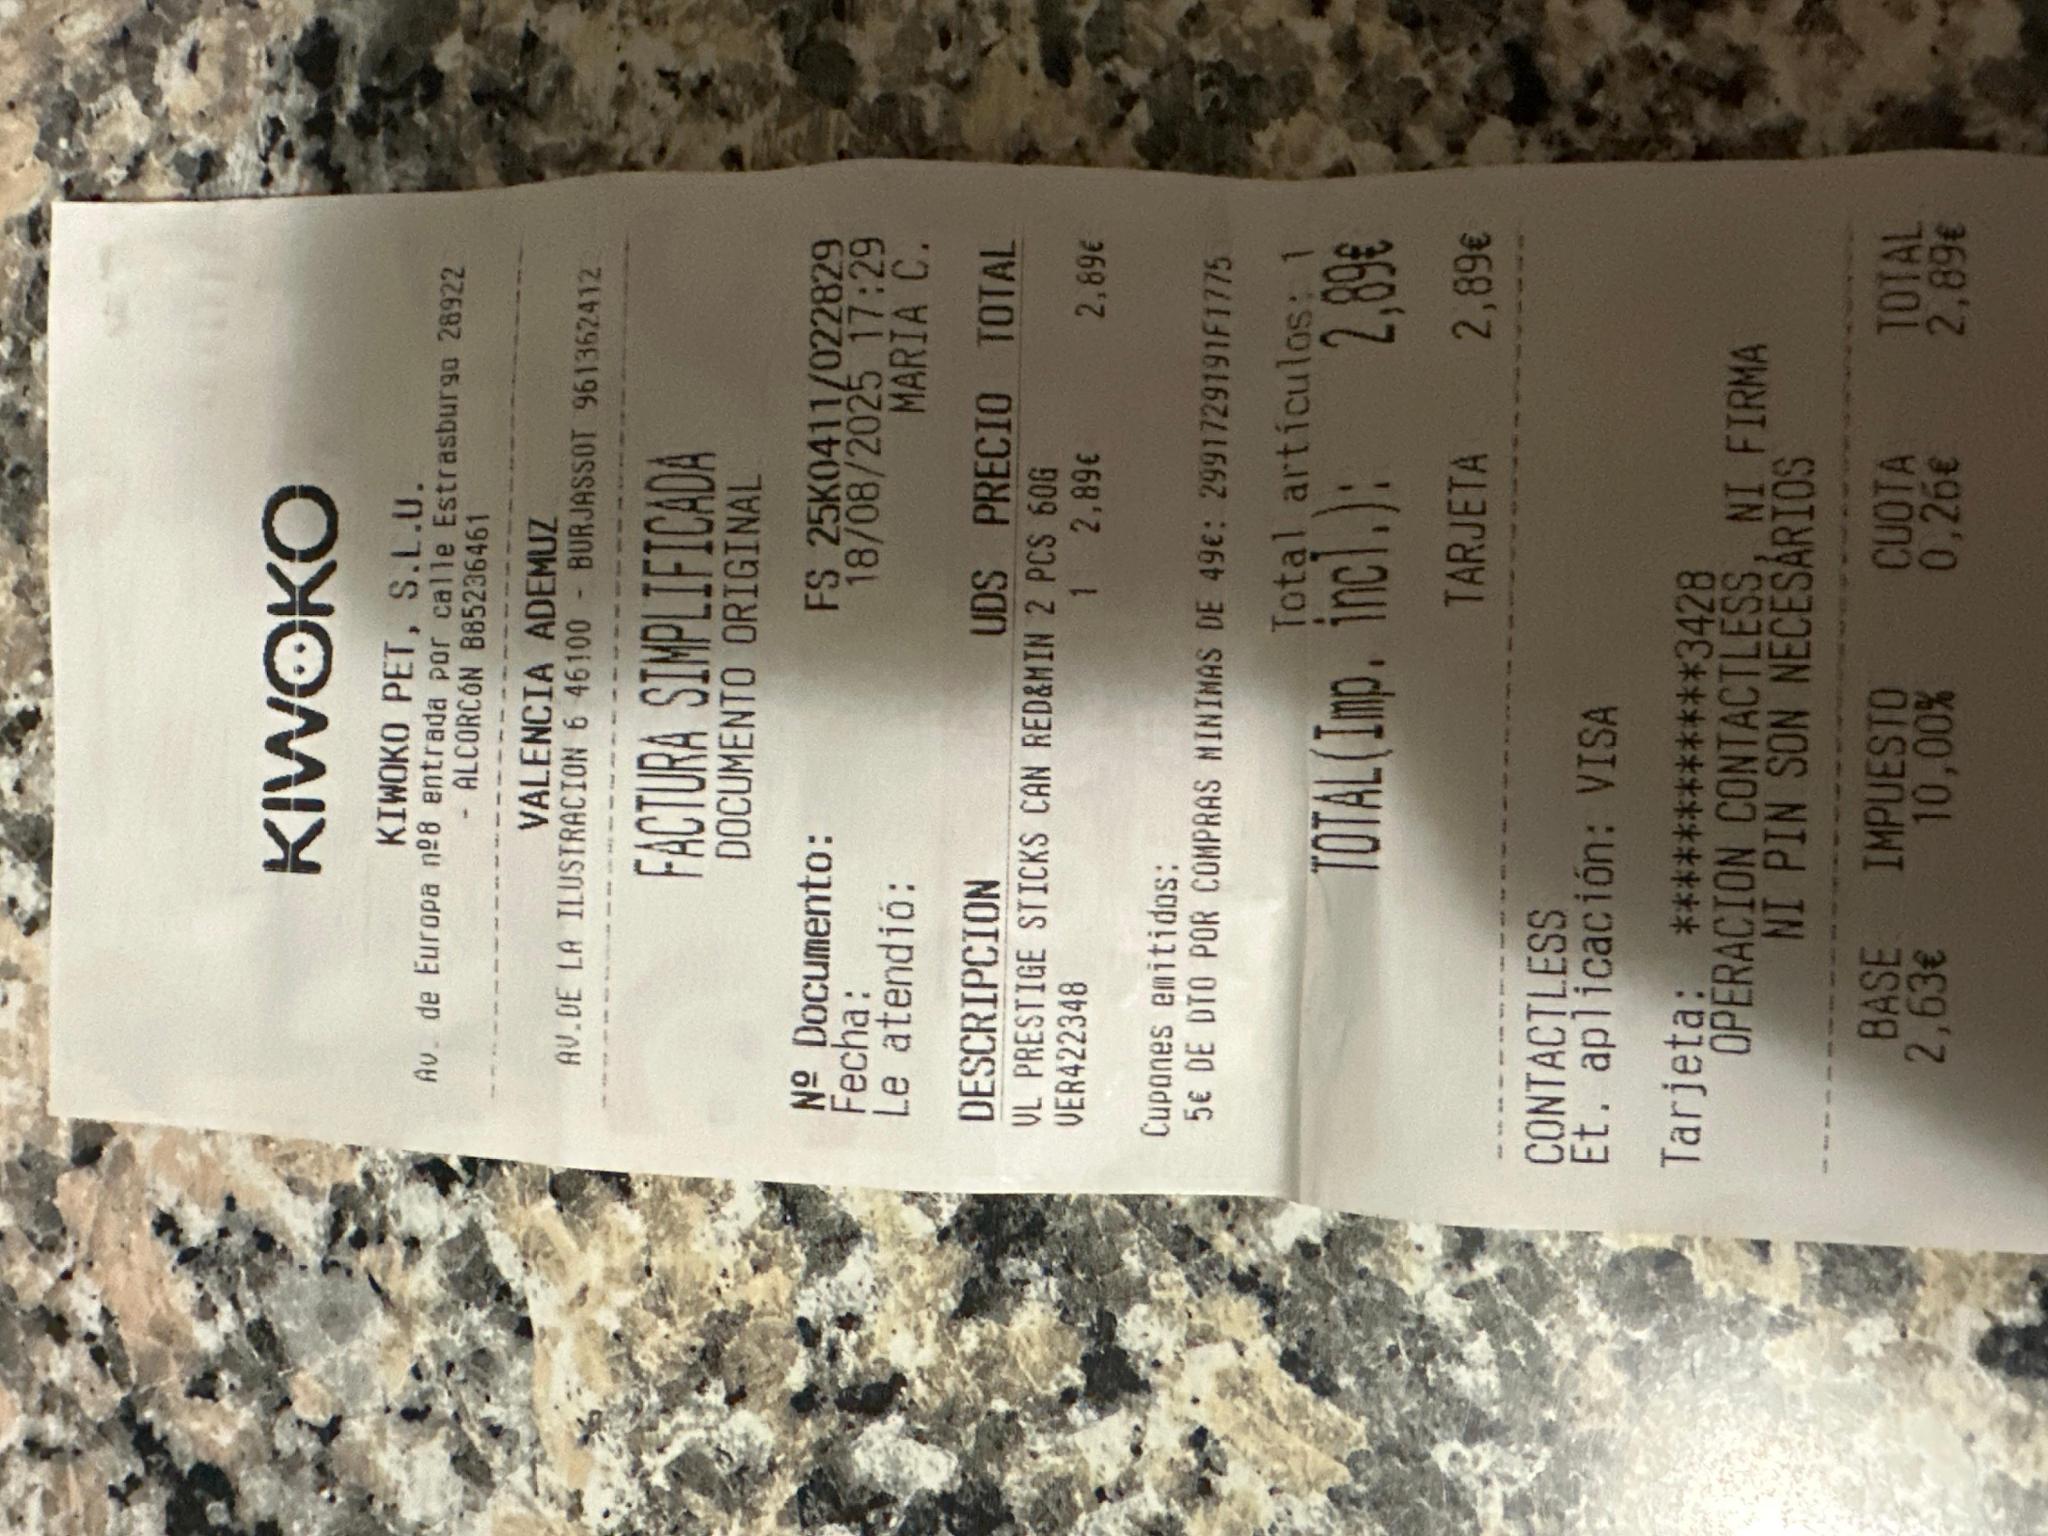 KIWOKO
KIWOKO PET, S.L.U.
Av. de Europa nº8 entrada por calle Estrasburgo 28922
- ALCORCÓN B85236461
VALENCIA ADEMUZ
AV.DE LA ILUSTRACION 6 46100 - BURJASSOT 961362412
FACTURA SIMPLIFICADA
DOCUMENTO ORIGINAL
Nº Documento: FS 25K0411/022829
Fecha: 18/08/2025 17:29
Le atendió: MARIA C.
DESCRIPCION UDS PRECIO TOTAL
VL PRESTIGE STICKS CAN RED&MIN 2 PCS 60G
VER422348 1 2,89€ 2,89€
Cupones emitidos:
5€ DE DTO POR COMPRAS MINIMAS DE 49€: 2991729191F1775
Total artículos: 1
TOTAL(Imp. incl.): 2,89€
TARJETA 2,89€
CONTACTLESS
Et. aplicación: VISA
Tarjeta: ************3428
OPERACION CONTACTLESS, NI FIRMA
NI PIN SON NECESARIOS
BASE IMPUESTO CUOTA TOTAL
2,63€ 10,00% 0,26€ 2,89€